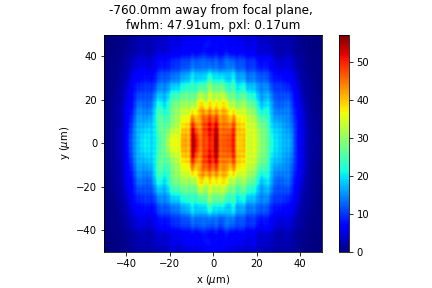 -760.0mm away from focal plane,
fwhm: 47.91um, pxl: 0.17um
40
20
0
−20
−40
y (μm)
−40 −20 0 20 40
x (μm)
50
40
30
20
10
0